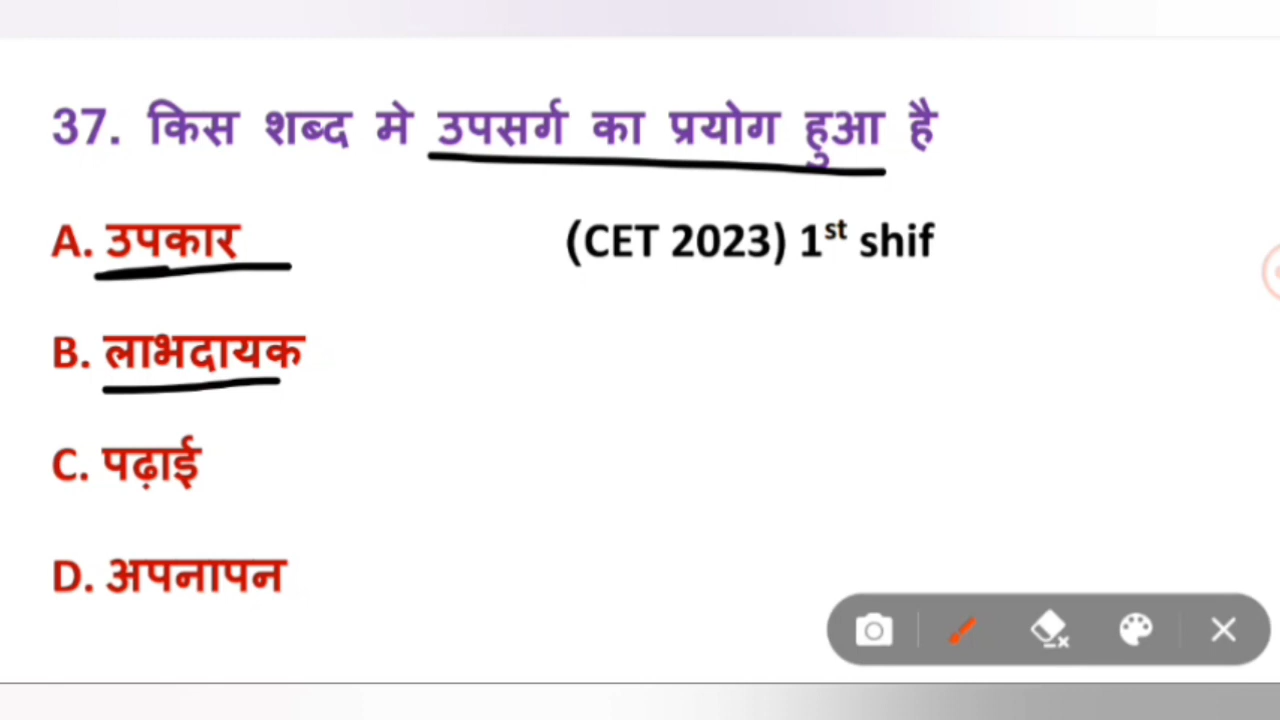 37. किस शब्द मे उपसर्ग का प्रयोग हुआ है
A. उपकार (CET 2023) 1st shif
B. लाभदायक
C. पढ़ाई
D. अपनापन